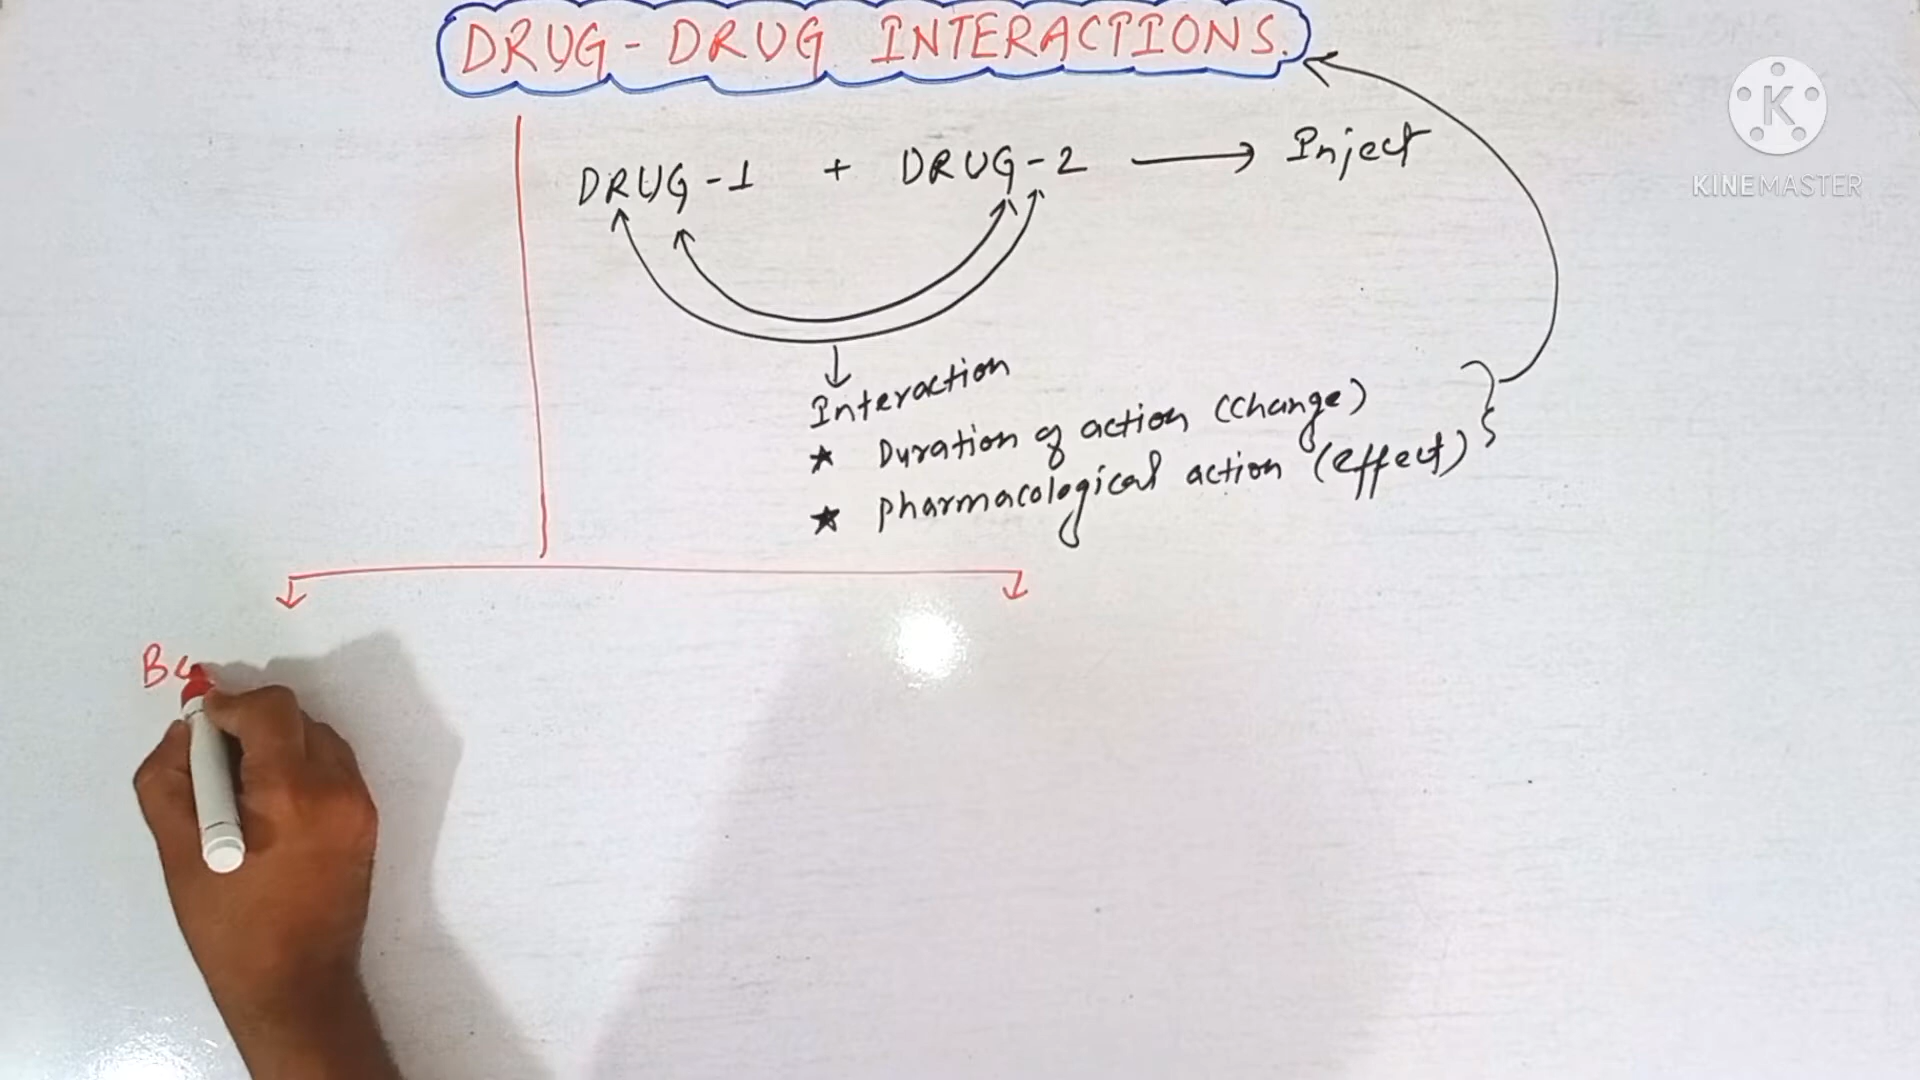 DRUG - DRUG INTERACTIONS.
DRUG-1 + DRUG-2 → Inject
KINEMASTER
Interaction
★ Duration of action (change)
★ pharmacological action (effect)